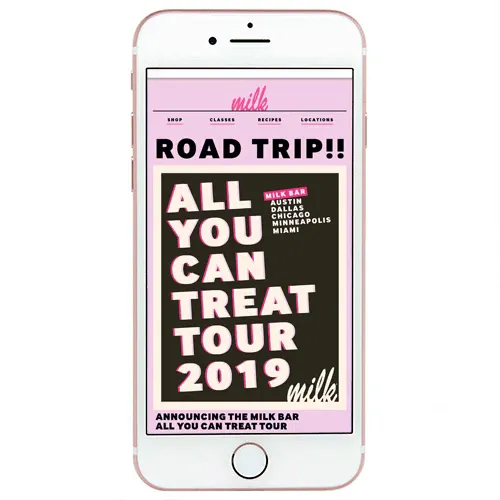 milk
SHOP CLASSES RECIPES LOCATIONS
ROAD TRIP!!
ALL
YOU
CAN
TREAT
TOUR
2019
MILK BAR
AUSTIN
DALLAS
CHICAGO
MINNEAPOLIS
MIAMI
milk
ANNOUNCING THE MILK BAR
ALL YOU CAN TREAT TOUR